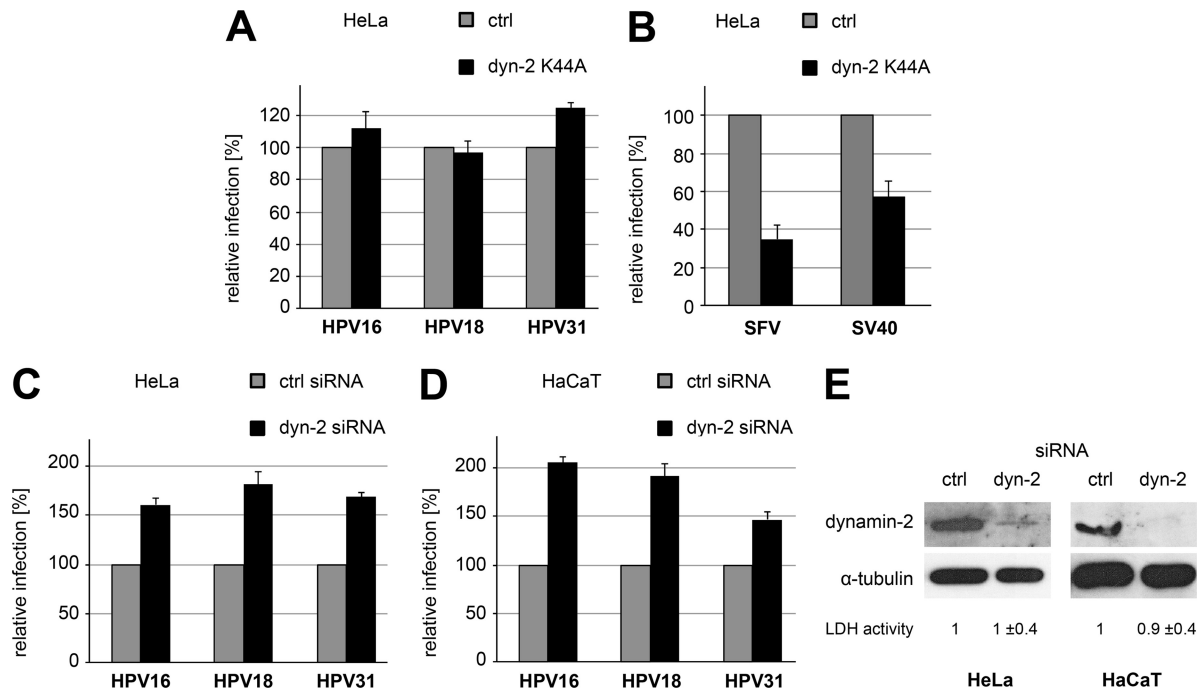 A
HeLa
ctrl
dyn-2 K44A
relative infection [%]
120
100
80
60
40
20
0
HPV16
HPV18
HPV31
B
HeLa
ctrl
dyn-2 K44A
relative infection [%]
100
80
60
40
20
0
SFV
SV40
C
HeLa
ctrl siRNA
dyn-2 siRNA
relative infection [%]
200
150
100
50
0
HPV16
HPV18
HPV31
D
HaCaT
ctrl siRNA
dyn-2 siRNA
relative infection [%]
200
150
100
50
0
HPV16
HPV18
HPV31
E
siRNA
ctrl dyn-2 ctrl dyn-2
dynamin-2
α-tubulin
LDH activity 1 1 ±0.4 1 0.9 ±0.4
HeLa HaCaT